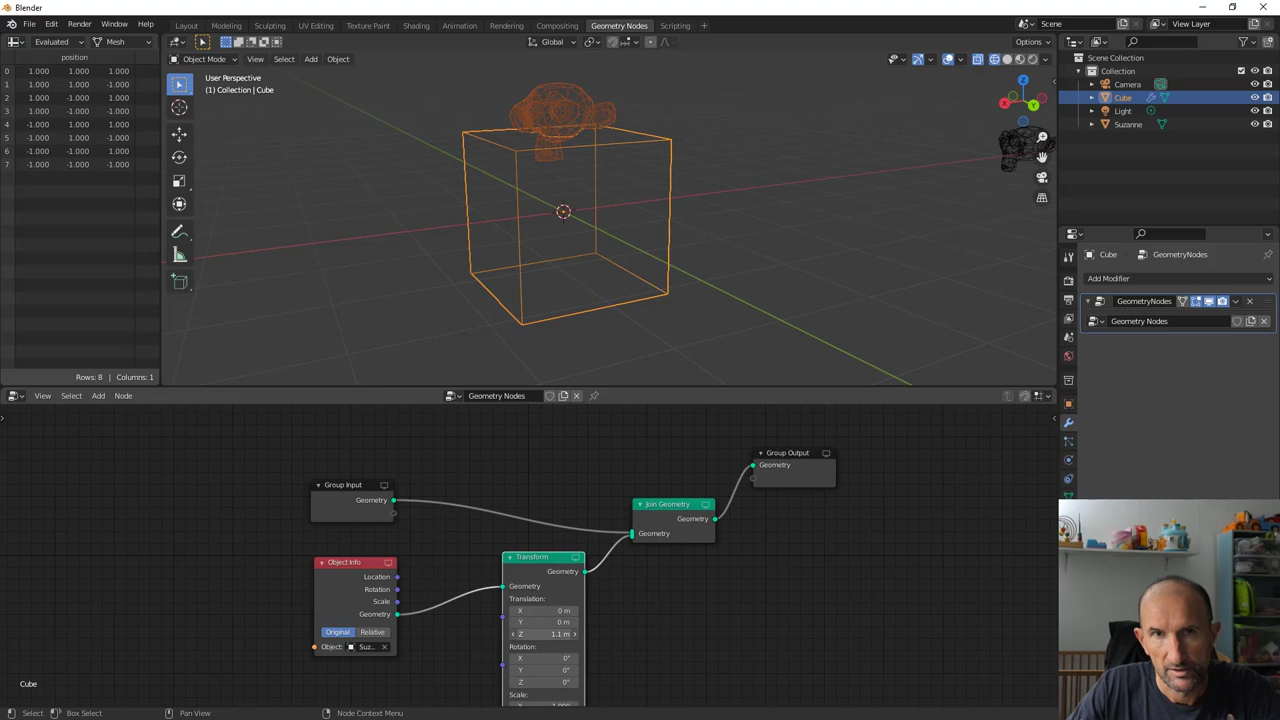 Blender
File Edit Render Window Help
Layout Modeling Sculpting UV Editing Texture Paint Shading Animation Rendering Compositing Geometry Nodes Scripting
Scene
View Layer
Evaluated
Mesh
Global
Options
Object Mode View Select Add Object
position
0 1.000 1.000 1.000
1 1.000 1.000 -1.000
2 1.000 -1.000 1.000
3 1.000 -1.000 -1.000
4 -1.000 1.000 1.000
5 -1.000 1.000 -1.000
6 -1.000 -1.000 1.000
7 -1.000 -1.000 -1.000
Rows: 8 | Columns: 1
User Perspective
(1) Collection | Cube
Z
X
Y
Scene Collection
Collection
Camera
Cube
Light
Suzanne
Cube
GeometryNodes
Add Modifier
GeometryNodes
Geometry Nodes
View Select Add Node
Geometry Nodes
Group Input
Geometry
Object Info
Location
Rotation
Scale
Geometry
Original Relative
Object: Suz...
Transform
Geometry
Geometry
Translation:
X 0 m
Y 0 m
Z 1.1 m
Rotation:
X 0°
Y 0°
Z 0°
Scale:
Join Geometry
Geometry
Geometry
Group Output
Geometry
Cube
Select
Box Select
Pan View
Node Context Menu